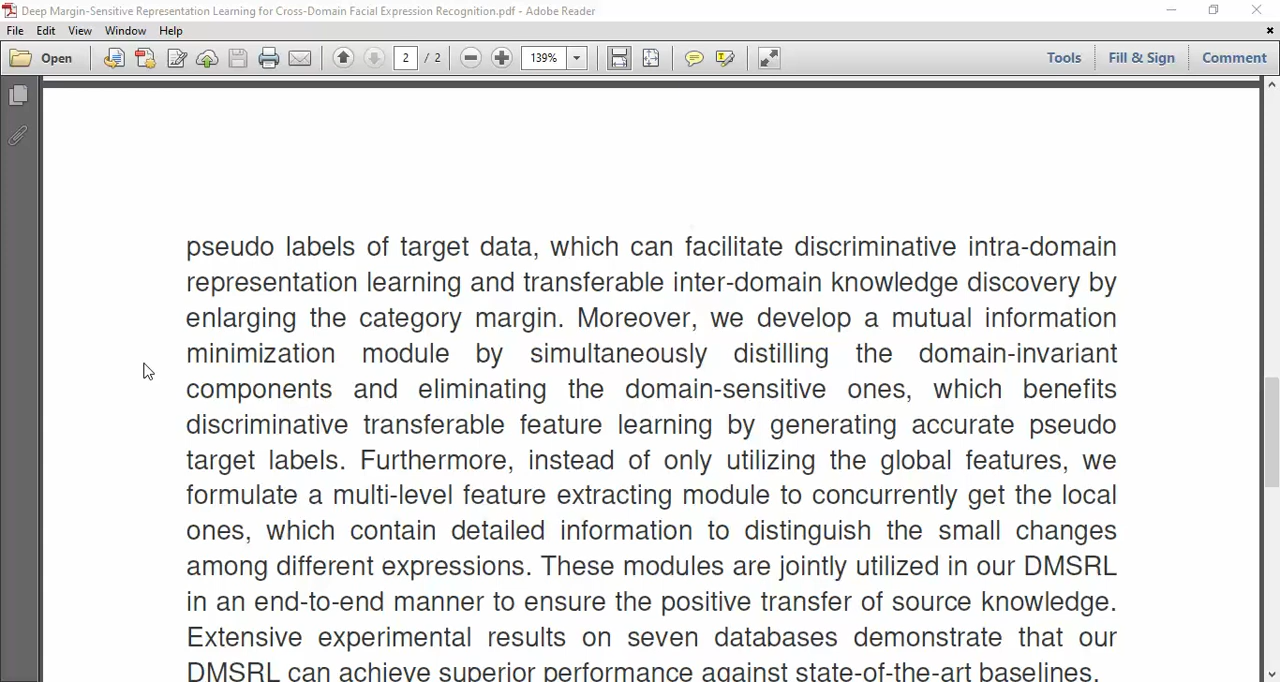 Deep Margin-Sensitive Representation Learning for Cross-Domain Facial Expression Recognition.pdf - Adobe Reader
File Edit View Window Help
Open 2 / 2 139% Tools Fill & Sign Comment
pseudo labels of target data, which can facilitate discriminative intra-domain
representation learning and transferable inter-domain knowledge discovery by
enlarging the category margin. Moreover, we develop a mutual information
minimization module by simultaneously distilling the domain-invariant
components and eliminating the domain-sensitive ones, which benefits
discriminative transferable feature learning by generating accurate pseudo
target labels. Furthermore, instead of only utilizing the global features, we
formulate a multi-level feature extracting module to concurrently get the local
ones, which contain detailed information to distinguish the small changes
among different expressions. These modules are jointly utilized in our DMSRL
in an end-to-end manner to ensure the positive transfer of source knowledge.
Extensive experimental results on seven databases demonstrate that our
DMSRL can achieve superior performance against state-of-the-art baselines.